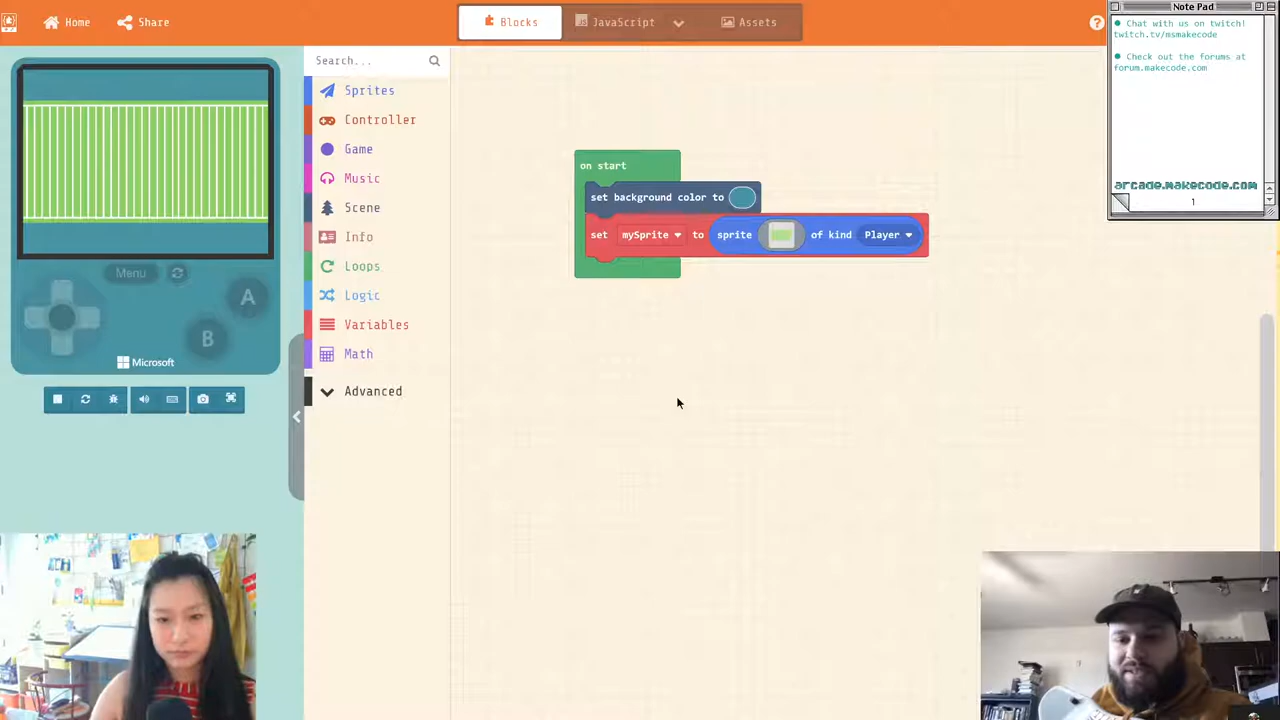 Home
Share
Blocks
JavaScript
Assets
?
Note Pad
Chat with us on twitch!
twitch.tv/msmakecode
Check out the forums at
forum.makecode.com
arcade.makecode.com
1
Search...
Sprites
Controller
Game
Music
Scene
Info
Loops
Logic
Variables
Math
Advanced
on start
set background color to
set mySprite to sprite of kind Player
Menu
A
B
Microsoft